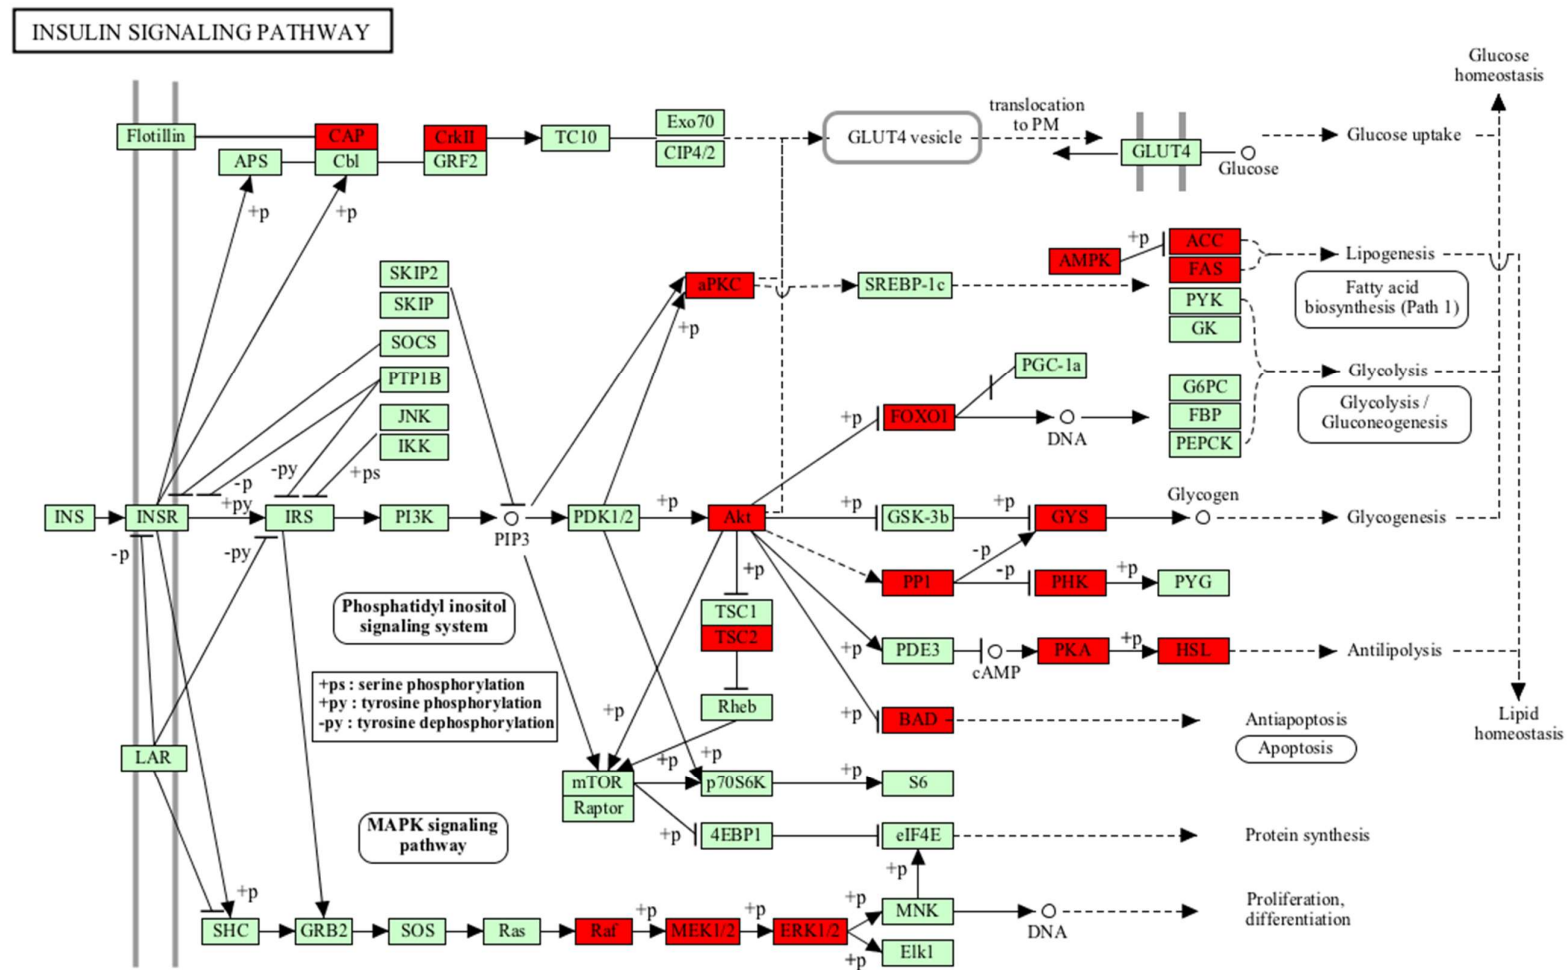 INSULIN SIGNALING PATHWAY
Glucose
homeostasis
Flotillin
CAP
CrkII
TC10
Exo70
CIP4/2
GLUT4 vesicle
translocation
to PM
GLUT4
Glucose
Glucose uptake
APS
Cbl
GRF2
+p
+p
SKIP2
SKIP
SOCS
PTP1B
JNK
IKK
aPKC
+p
SREBP-1c
AMPK
+p
ACC
FAS
PYK
GK
Lipogenesis
Fatty acid
biosynthesis (Path 1)
PGC-1a
FOXO1
+p
DNA
G6PC
FBP
PEPCK
Glycolysis
Glycolysis /
Gluconeogenesis
-py
+ps
-p
+py
INS
INSR
IRS
PI3K
PIP3
PDK1/2
+p
Akt
+p
GSK-3b
+p
GYS
Glycogen
Glycogenesis
-p
-py
-p
-p
PP1
PHK
+p
PYG
+p
TSC1
TSC2
Phosphatidyl inositol
signaling system
+p
PDE3
cAMP
PKA
+p
HSL
Antilipolysis
+ps : serine phosphorylation
+py : tyrosine phosphorylation
-py : tyrosine dephosphorylation
+p
Rheb
+p
BAD
Antiapoptosis
Apoptosis
Lipid
homeostasis
LAR
+p
+p
mTOR
Raptor
p70S6K
+p
S6
MAPK signaling
pathway
+p
4EBP1
eIF4E
Protein synthesis
+p
+p
SHC
GRB2
SOS
Ras
Raf
+p
MEK1/2
+p
ERK1/2
+p
MNK
DNA
Proliferation,
differentiation
+p
Elk1